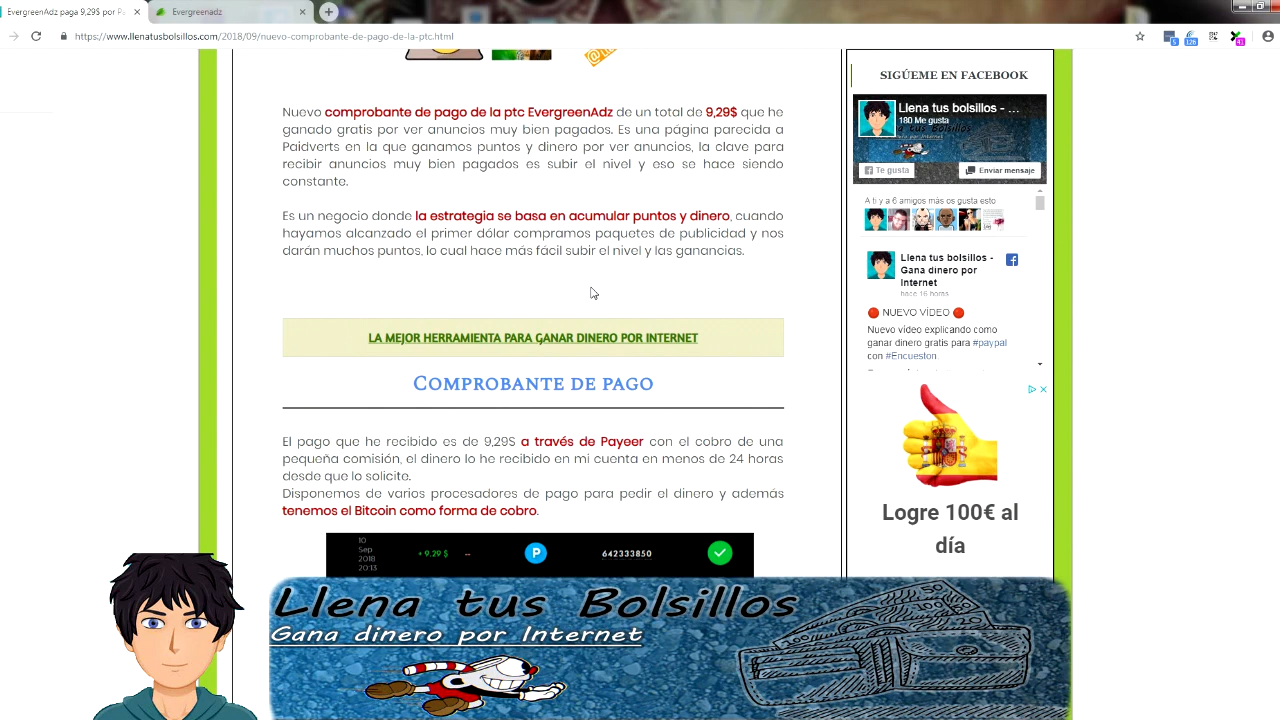 EvergreenAdz paga 9,29$ por P
Evergreenadz
https://www.llenatusbolsillos.com/2018/09/nuevo-comprobante-de-pago-de-la-ptc.html
Nuevo comprobante de pago de la ptc EvergreenAdz de un total de 9,29$ que he
ganado gratis por ver anuncios muy bien pagados. Es una página parecida a
Paidverts en la que ganamos puntos y dinero por ver anuncios, la clave para
recibir anuncios muy bien pagados es subir el nivel y eso se hace siendo
constante.
Es un negocio donde la estrategia se basa en acumular puntos y dinero, cuando
hayamos alcanzado el primer dólar compramos paquetes de publicidad y nos
darán muchos puntos, lo cual hace más fácil subir el nivel y las ganancias.
LA MEJOR HERRAMIENTA PARA GANAR DINERO POR INTERNET
COMPROBANTE DE PAGO
El pago que he recibido es de 9,29$ a través de Payeer con el cobro de una
pequeña comisión, el dinero lo he recibido en mi cuenta en menos de 24 horas
desde que lo solicite.
Disponemos de varios procesadores de pago para pedir el dinero y además
tenemos el Bitcoin como forma de cobro.
10
Sep
2018
20:13
+ 9.29 $ -- P 642333850
SIGÚEME EN FACEBOOK
Llena tus bolsillos - ...
180 Me gusta
Te gusta
Enviar mensaje
A ti y a 6 amigos más os gusta esto
Llena tus bolsillos -
Gana dinero por
Internet
hace 16 horas
NUEVO VÍDEO
Nuevo vídeo explicando como
ganar dinero gratis para #paypal
con #Encueston.
Logre 100€ al
día
Llena tus Bolsillos
Gana dinero por Internet